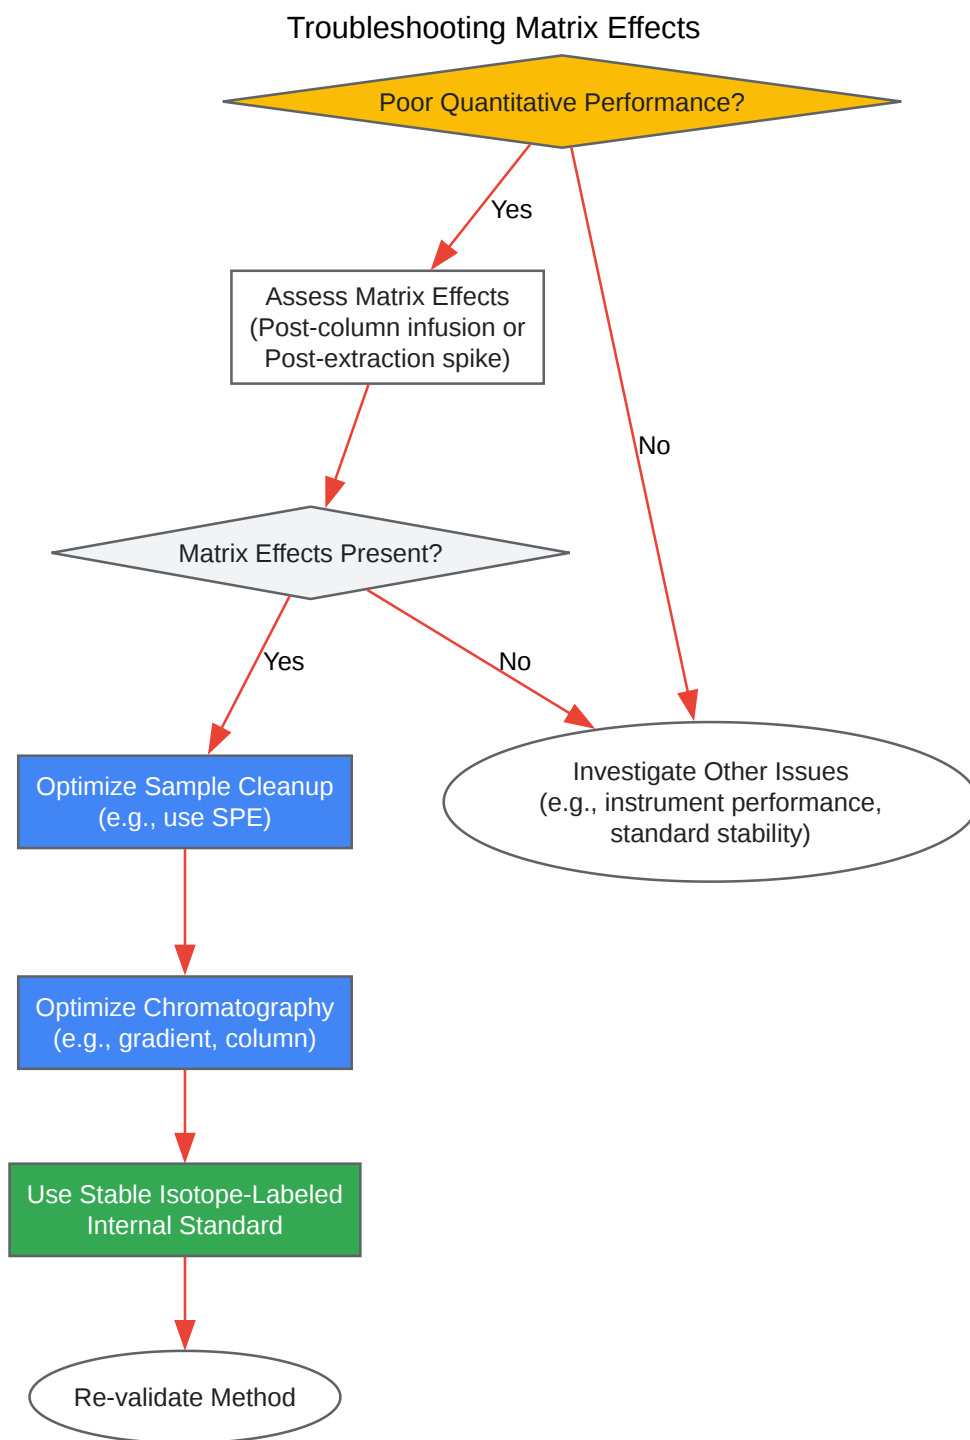 Troubleshooting Matrix Effects
Poor Quantitative Performance?
Yes
Assess Matrix Effects
(Post-column infusion or
Post-extraction spike)
No
Matrix Effects Present?
Yes
No
Optimize Sample Cleanup
(e.g., use SPE)
Investigate Other Issues
(e.g., instrument performance,
standard stability)
Optimize Chromatography
(e.g., gradient, column)
Use Stable Isotope-Labeled
Internal Standard
Re-validate Method